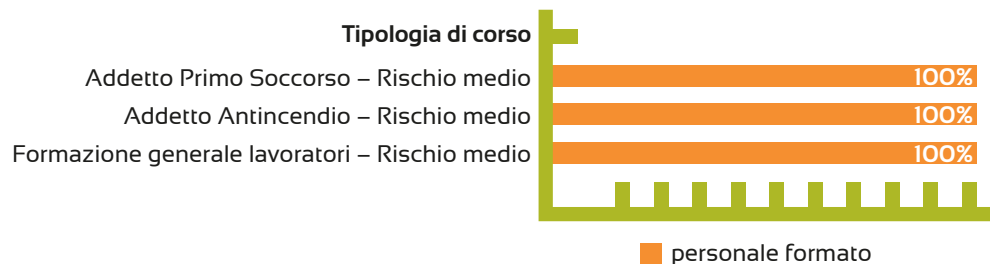 Tipologia di corso
Addetto Primo Soccorso – Rischio medio 100%
Addetto Antincendio – Rischio medio 100%
Formazione generale lavoratori – Rischio medio 100%
personale formato